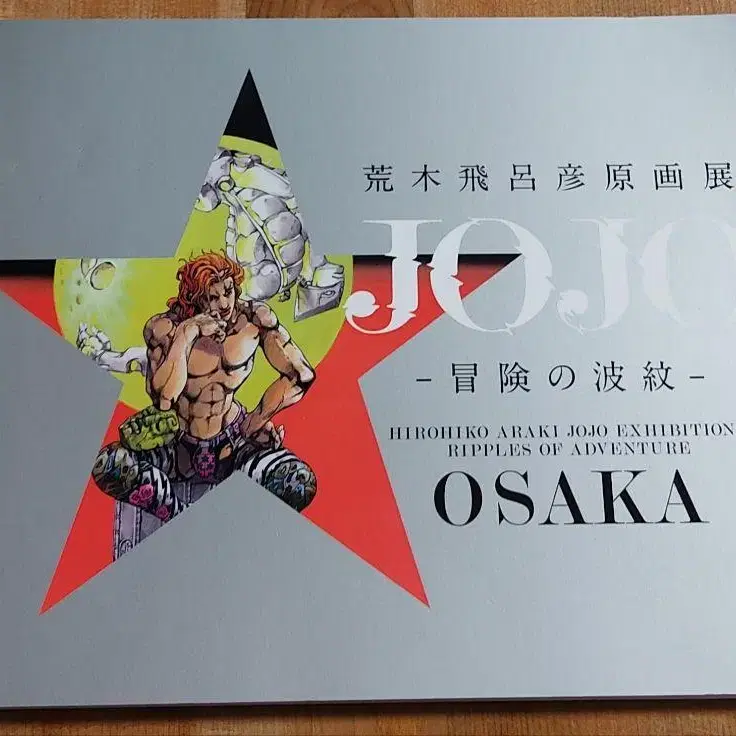 荒木飛呂彦原画展
JOJO
-冒険の波紋-
HIROHIKO ARAKI JOJO EXHIBITION
RIPPLES OF ADVENTURE
OSAKA